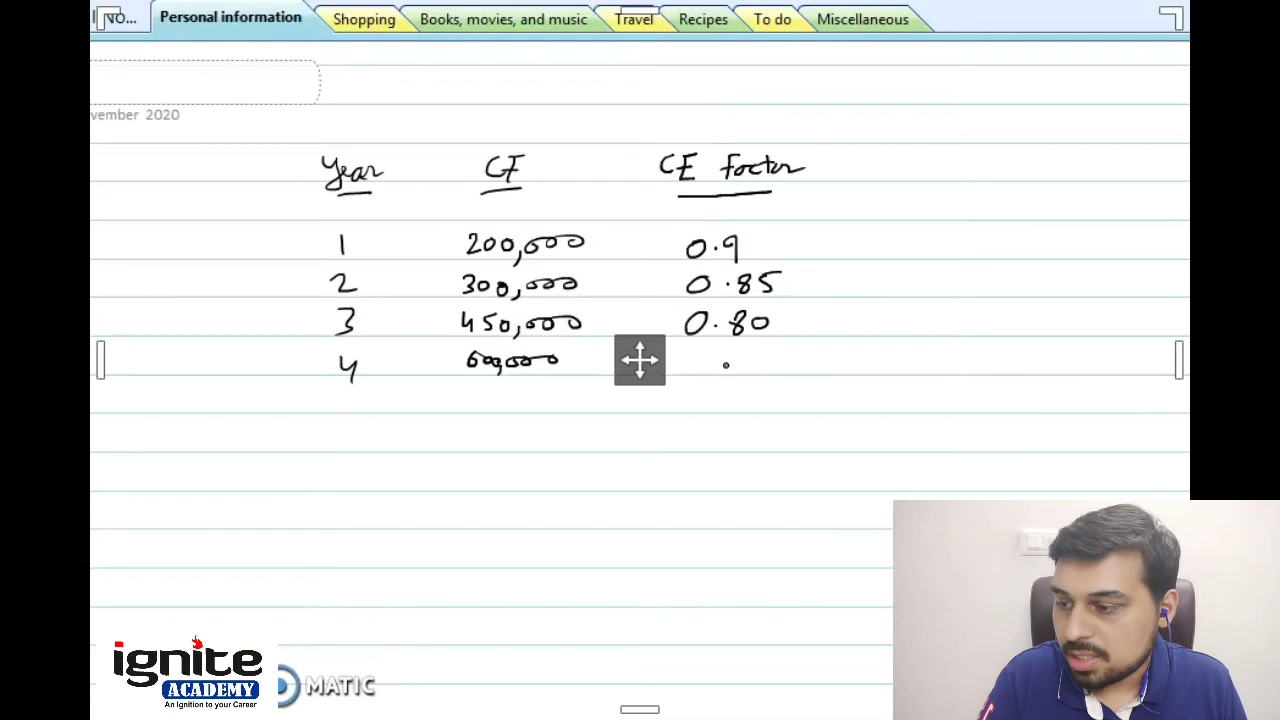 Personal information Shopping Books, movies, and music Travel Recipes To do Miscellaneous
vember 2020
Year CF CE Factor
1 200,000 0.9
2 300,000 0.85
3 450,000 0.80
4 600,000 .
ignite
ACADEMY
An Ignition to your Career
MATIC